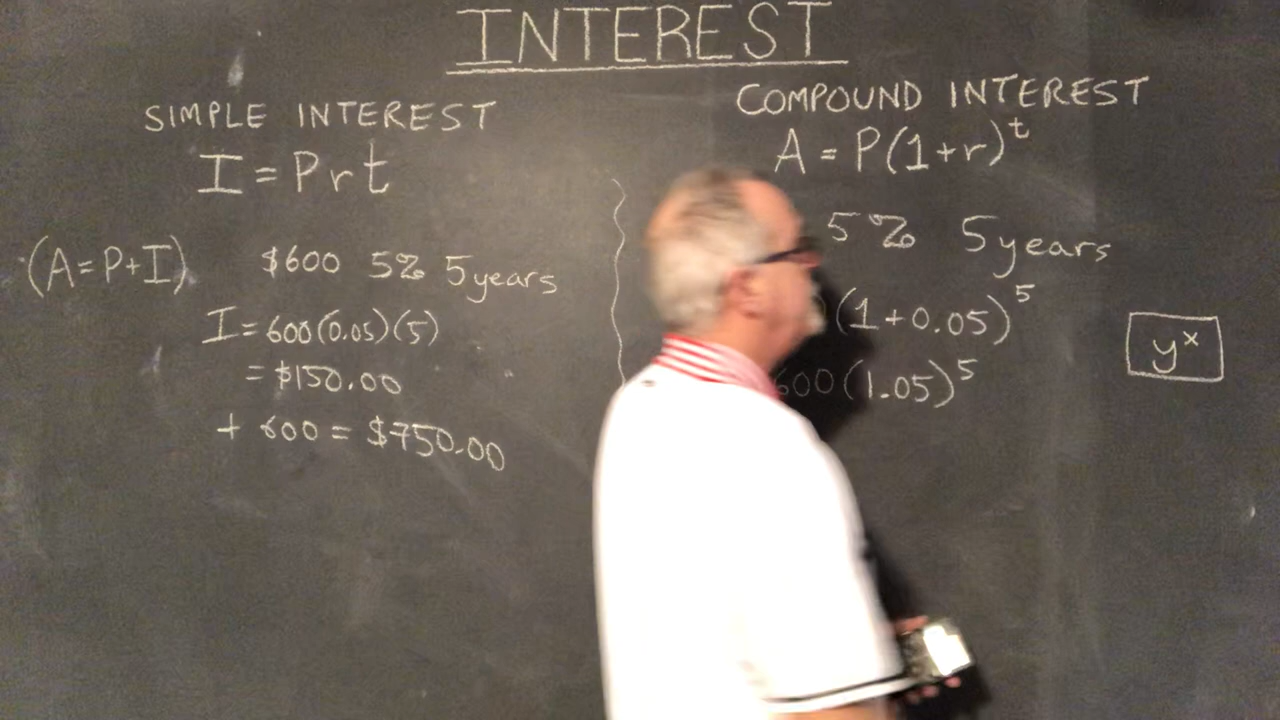 INTEREST
SIMPLE INTEREST
I = Prt
(A=P+I)
$600 5% 5years
I = 600(0.05)(5)
= $150.00
+ 600 = $750.00
COMPOUND INTEREST
A = P(1+r)^t
5% 5years
(1+0.05)^5
600(1.05)^5
y^x